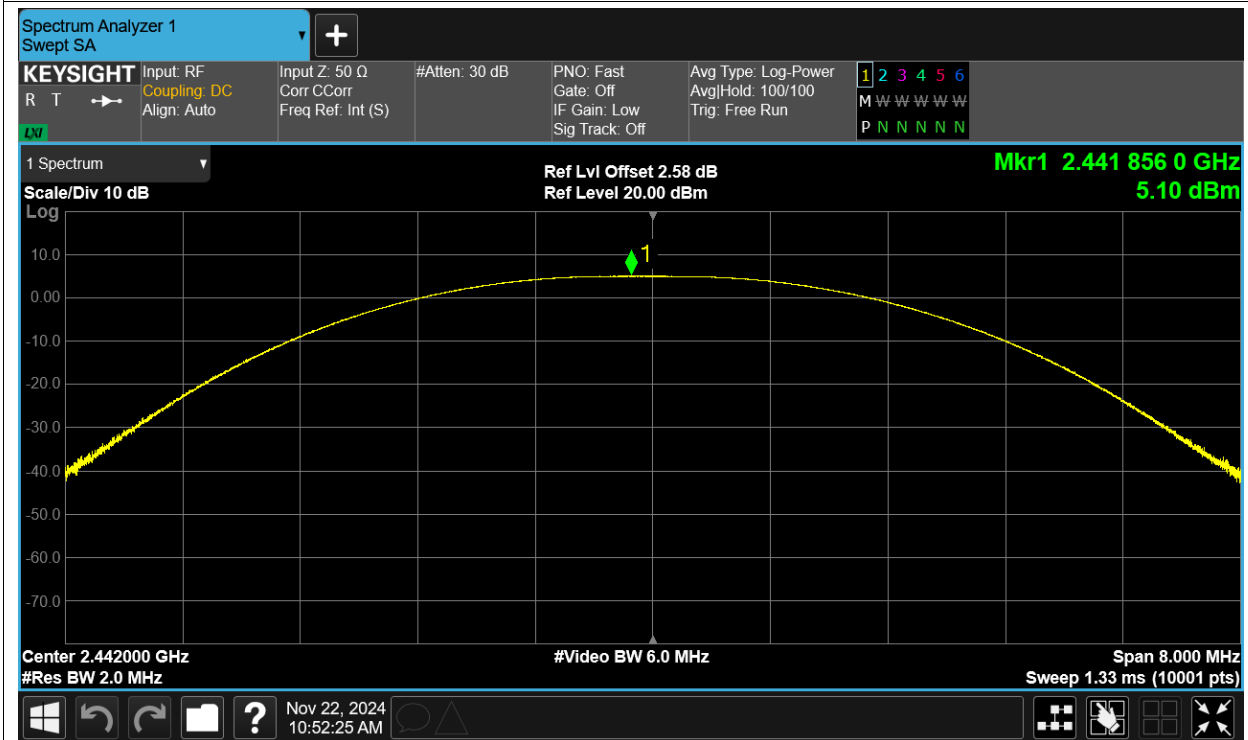 Spectrum Analyzer 1
Swept SA
KEYSIGHT
R T
LXI
Input: RF
Coupling: DC
Align: Auto
Input Z: 50 Ω
Corr CCorr
Freq Ref: Int (S)
#Atten: 30 dB
PNO: Fast
Gate: Off
IF Gain: Low
Sig Track: Off
Avg Type: Log-Power
Avg|Hold: 100/100
Trig: Free Run
1 2 3 4 5 6
M W W W W W
P N N N N N
1 Spectrum
Scale/Div 10 dB
Log
Ref Lvl Offset 2.58 dB
Ref Level 20.00 dBm
Mkr1 2.441 856 0 GHz
5.10 dBm
1
10.0
0.00
-10.0
-20.0
-30.0
-40.0
-50.0
-60.0
-70.0
Center 2.442000 GHz
#Res BW 2.0 MHz
#Video BW 6.0 MHz
Span 8.000 MHz
Sweep 1.33 ms (10001 pts)
?
Nov 22, 2024
10:52:25 AM